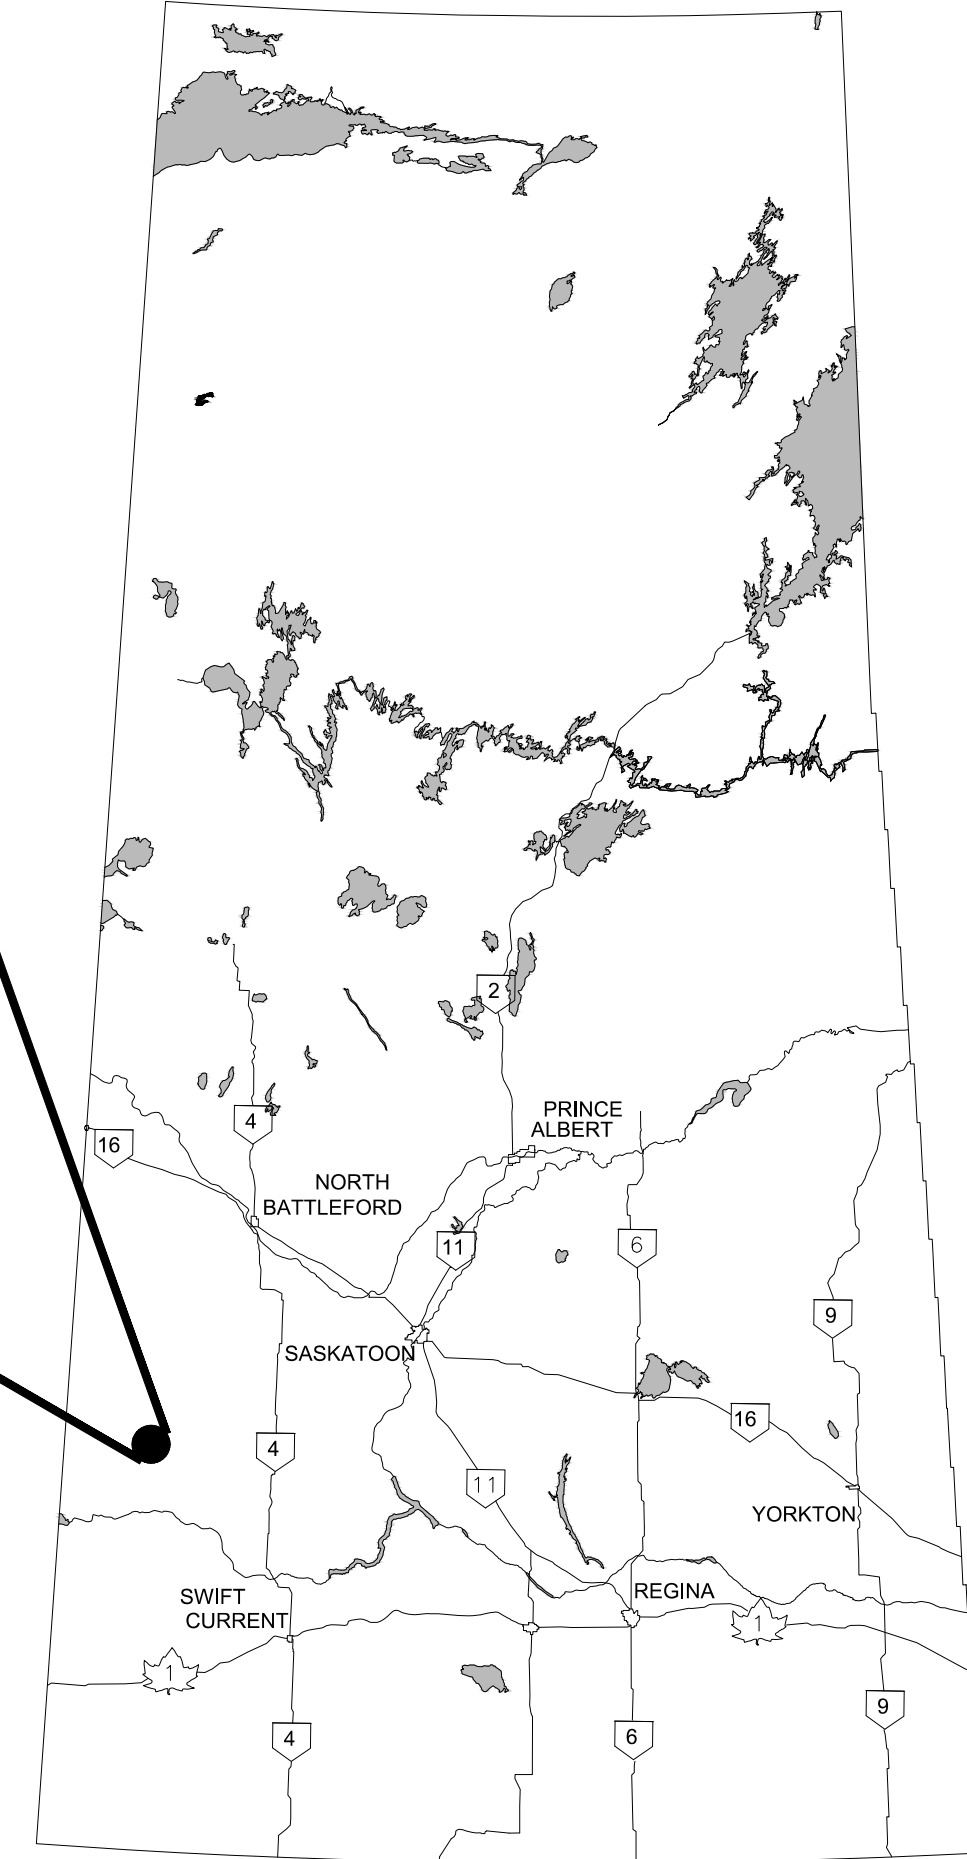 2
PRINCE
ALBERT
4
16
NORTH
BATTLEFORD
11
6
9
SASKATOON
16
4
11
YORKTON
SWIFT
CURRENT
REGINA
1
1
9
4
6